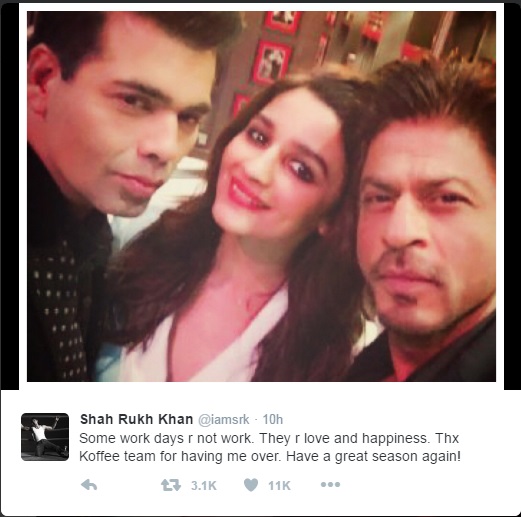 Shah Rukh Khan @iamsrk · 10h
Some work days r not work. They r love and happiness. Thx
Koffee team for having me over. Have a great season again!
3.1K 11K